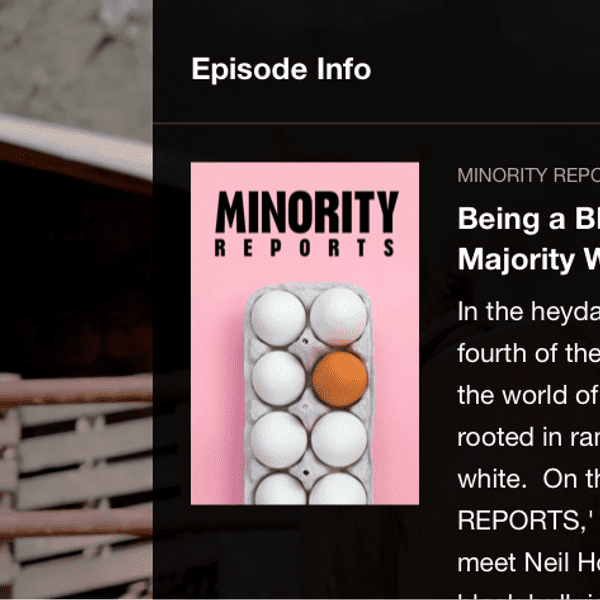 Episode Info
MINORITY
REPORTS
MINORITY REPO
Being a Bl
Majority W
In the heyda
fourth of the
the world of
rooted in ran
white. On th
REPORTS,'
meet Neil Ho